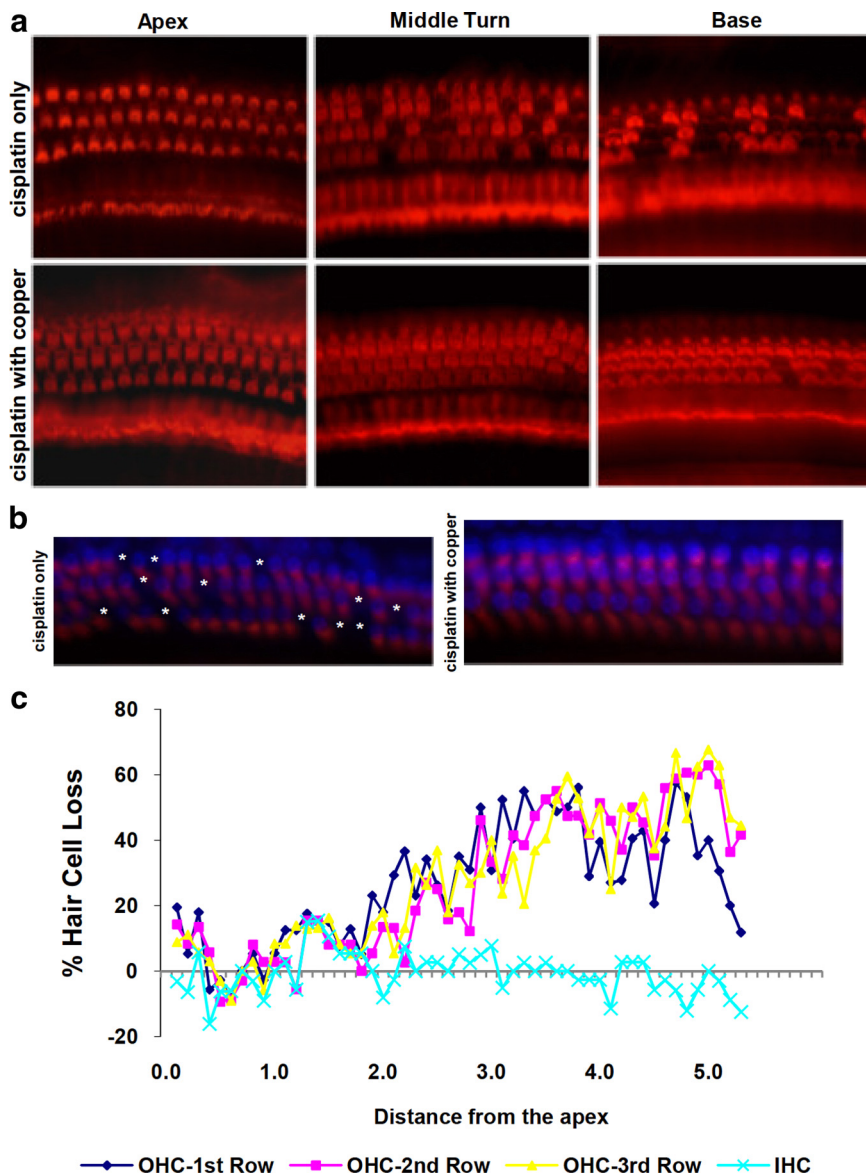 a
Apex Middle Turn Base
cisplatin only
cisplatin with copper
b
cisplatin only
* * *
* *
* *
* * * * *
cisplatin with copper
c
% Hair Cell Loss
80
60
40
20
0
-20
0.0 1.0 2.0 3.0 4.0 5.0
Distance from the apex
OHC-1st Row OHC-2nd Row OHC-3rd Row IHC